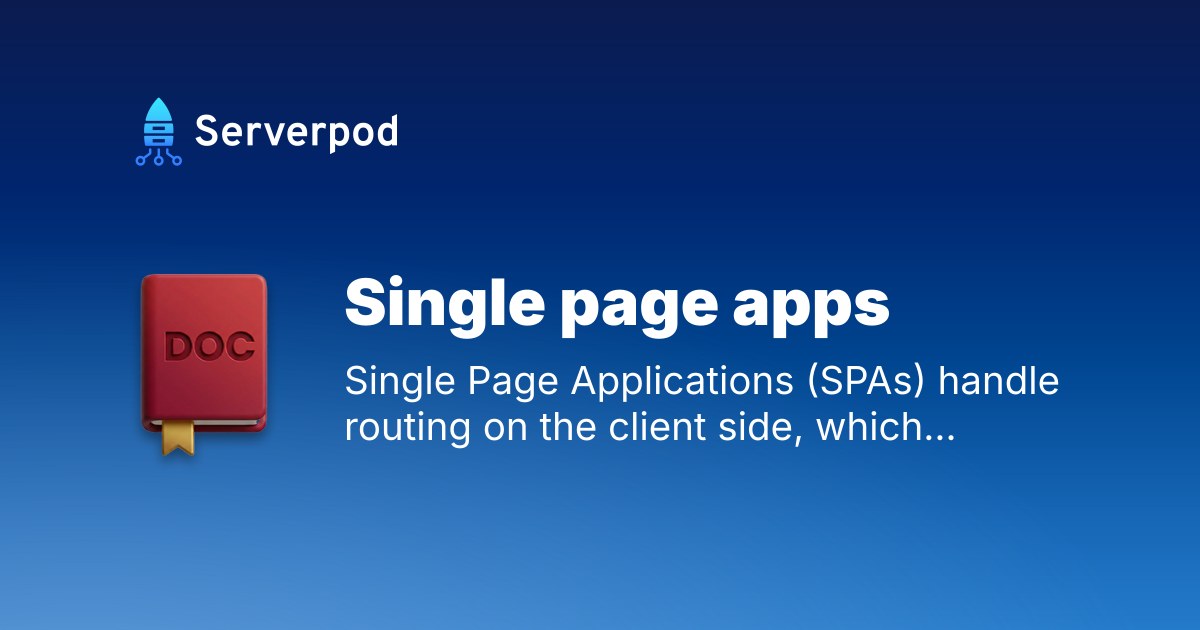 Serverpod
DOC
Single page apps
Single Page Applications (SPAs) handle
routing on the client side, which...